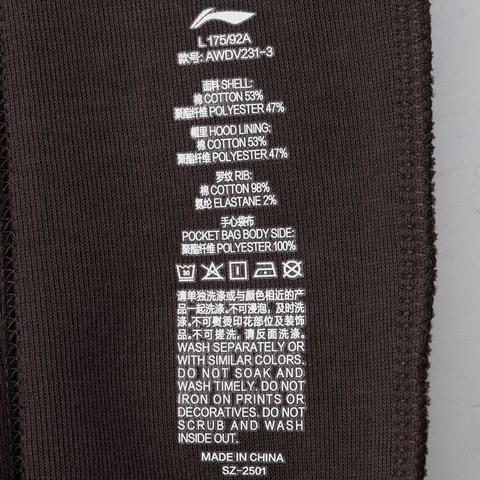 L 175/92A
款号: AWDV231-3
面料 SHELL:
棉 COTTON 53%
聚酯纤维 POLYESTER 47%
帽里 HOOD LINING:
棉 COTTON 53%
聚酯纤维 POLYESTER 47%
罗纹 RIB:
棉 COTTON 98%
氨纶 ELASTANE 2%
手心袋布
POCKET BAG BODY SIDE:
聚酯纤维 POLYESTER 100%
30
请单独洗涤或与颜色相近的产
品一起洗涤。不可浸泡，及时洗
涤。不可熨烫印花部位及装饰
品。不可搓洗，请反面洗涤。
WASH SEPARATELY OR
WITH SIMILAR COLORS.
DO NOT SOAK AND
WASH TIMELY. DO NOT
IRON ON PRINTS OR
DECORATIVES. DO NOT
SCRUB AND WASH
INSIDE OUT.
MADE IN CHINA
SZ-2501